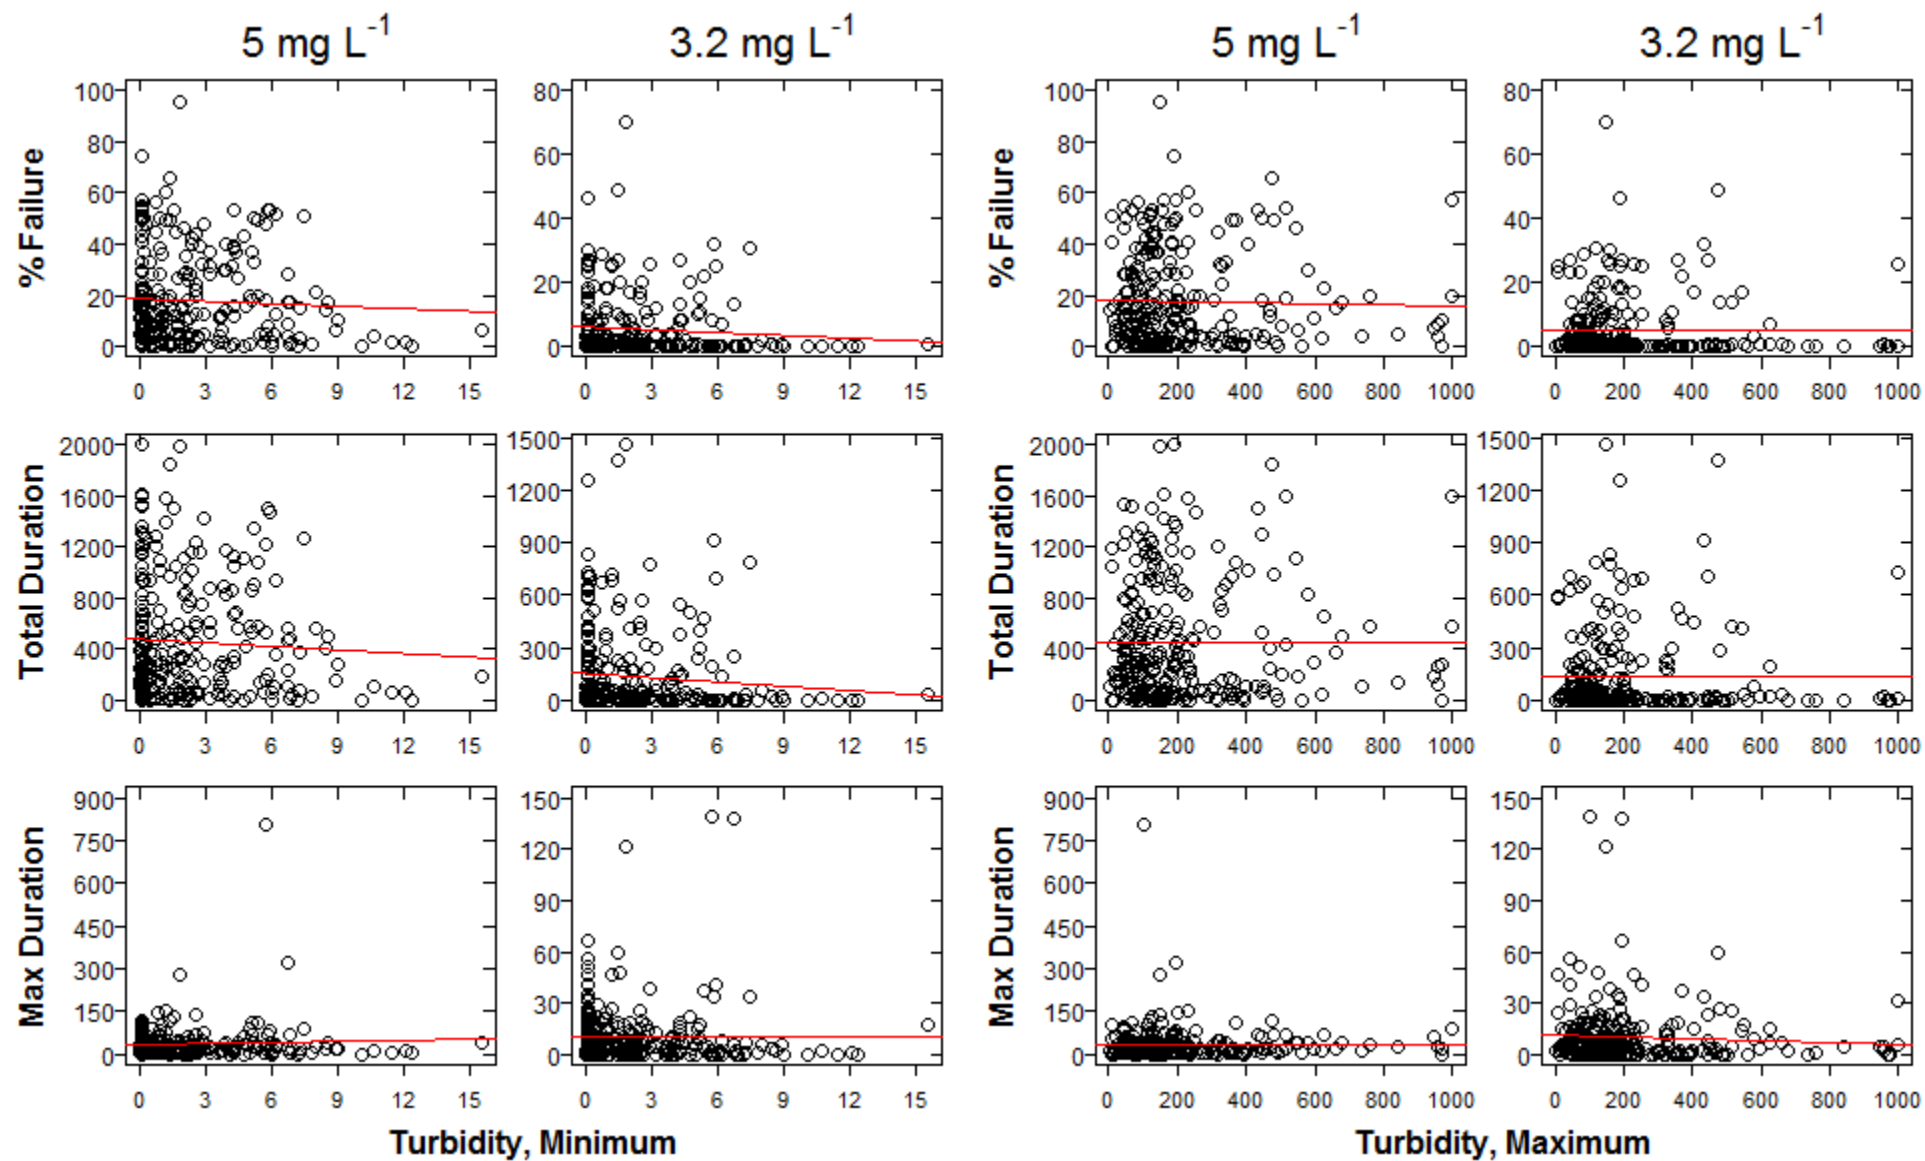 5 mg L-1 3.2 mg L-1 5 mg L-1 3.2 mg L-1
% Failure
100 80 60 40 20 0
80 60 40 20 0
% Failure
100 80 60 40 20 0
80 60 40 20 0
0 3 6 9 12 15
0 3 6 9 12 15
0 200 400 600 800 1000
0 200 400 600 800 1000
Total Duration
2000 1600 1200 800 400 0
1500 1200 900 600 300 0
Total Duration
2000 1600 1200 800 400 0
1500 1200 900 600 300 0
0 3 6 9 12 15
0 3 6 9 12 15
0 200 400 600 800 1000
0 200 400 600 800 1000
Max Duration
900 750 600 450 300 150 0
150 120 90 60 30 0
Max Duration
900 750 600 450 300 150 0
150 120 90 60 30 0
0 3 6 9 12 15
0 3 6 9 12 15
0 200 400 600 800 1000
0 200 400 600 800 1000
Turbidity, Minimum
Turbidity, Maximum